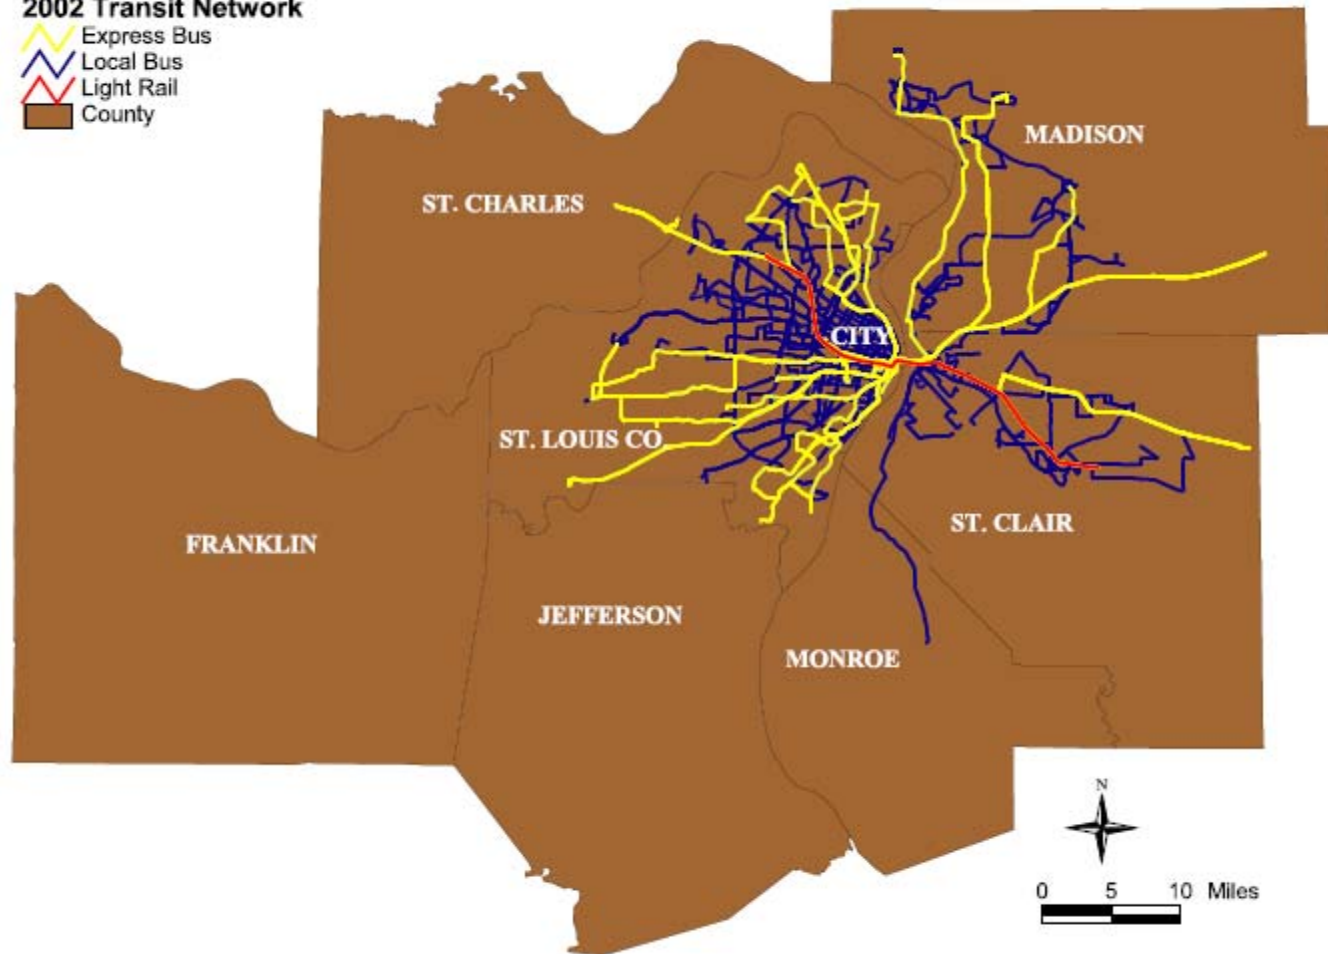 2002 Transit Network
Express Bus
Local Bus
Light Rail
County
MADISON
ST. CHARLES
CITY
ST. LOUIS CO
ST. CLAIR
FRANKLIN
JEFFERSON
MONROE
N
0 5 10 Miles